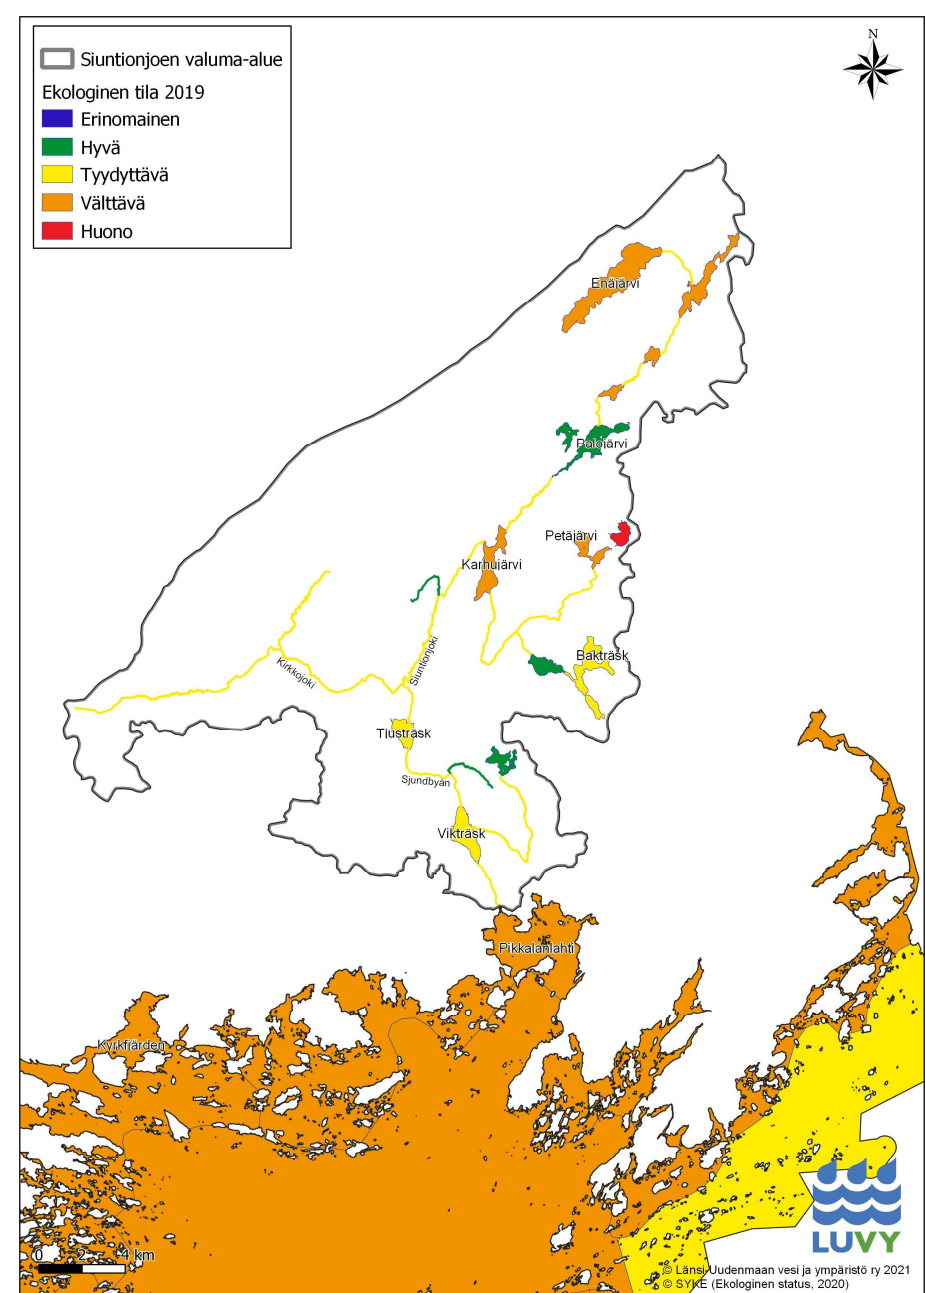 Siuntionjoen valuma-alue
Ekologinen tila 2019
Erinomainen
Hyvä
Tyydyttävä
Välttävä
Huono
N
Enäjärvi
Palojärvi
Petäjärvi
Karhujärvi
Siuntionjoki
Bakträsk
Kirkkojoki
Tjusträsk
Sjundbyån
Vikträsk
Pikkalanlahti
Kyrkfjärden
LUVY
0 2 4 km
© Länsi-Uudenmaan vesi ja ympäristö ry 2021
© SYKE (Ekologinen status, 2020)